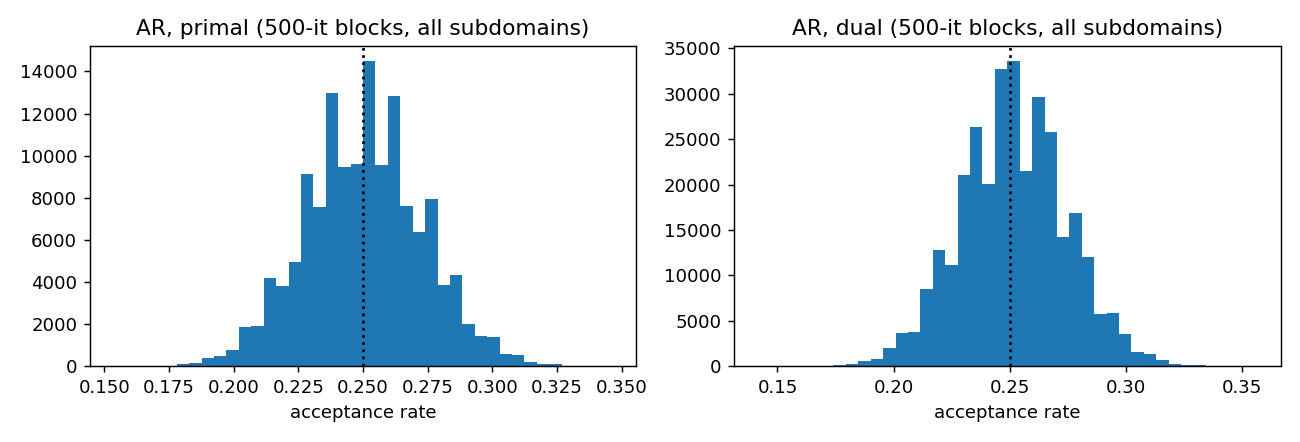 AR, primal (500-it blocks, all subdomains)
14000
12000
10000
8000
6000
4000
2000
0
0.150 0.175 0.200 0.225 0.250 0.275 0.300 0.325 0.350
acceptance rate
AR, dual (500-it blocks, all subdomains)
35000
30000
25000
20000
15000
10000
5000
0
0.15 0.20 0.25 0.30 0.35
acceptance rate